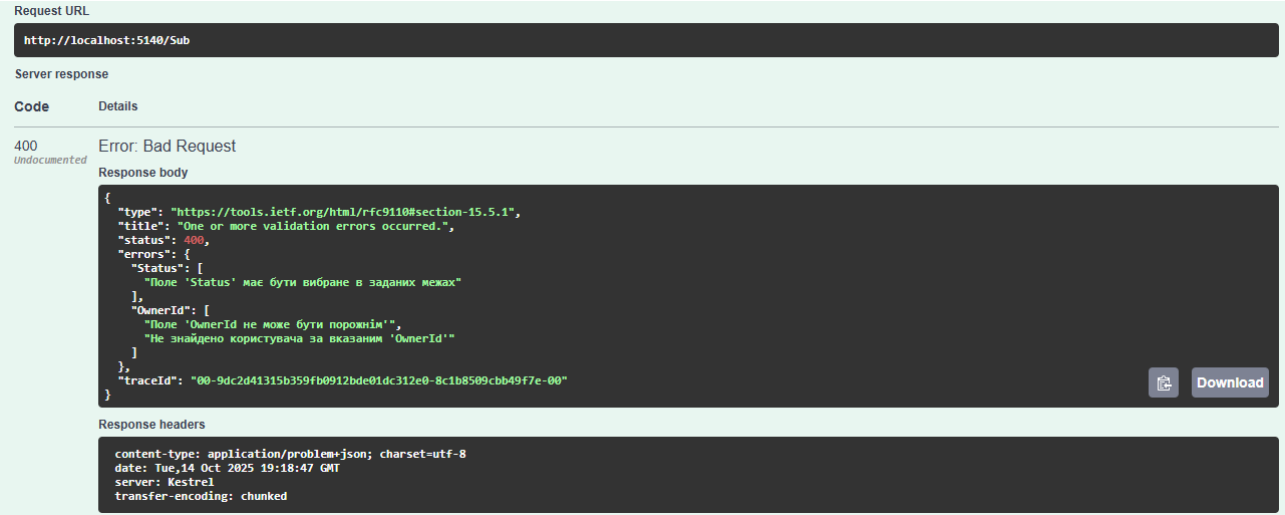 Request URL
http://localhost:5140/Sub
Server response
Code Details
400 Error: Bad Request
Undocumented
Response body
{
"type": "https://tools.ietf.org/html/rfc9110#section-15.5.1",
"title": "One or more validation errors occurred.",
"status": 400,
"errors": {
"Status": [
"Поле 'Status' має бути вибране в заданих межах"
],
"OwnerId": [
"Поле 'OwnerId не може бути порожнім'",
"Не знайдено користувача за вказаним 'OwnerId'"
]
},
"traceId": "00-9dc2d41315b359fb0912bde01dc312e0-8c1b8509cbb49f7e-00"
}
Download
Response headers
content-type: application/problem+json; charset=utf-8
date: Tue,14 Oct 2025 19:18:47 GMT
server: Kestrel
transfer-encoding: chunked